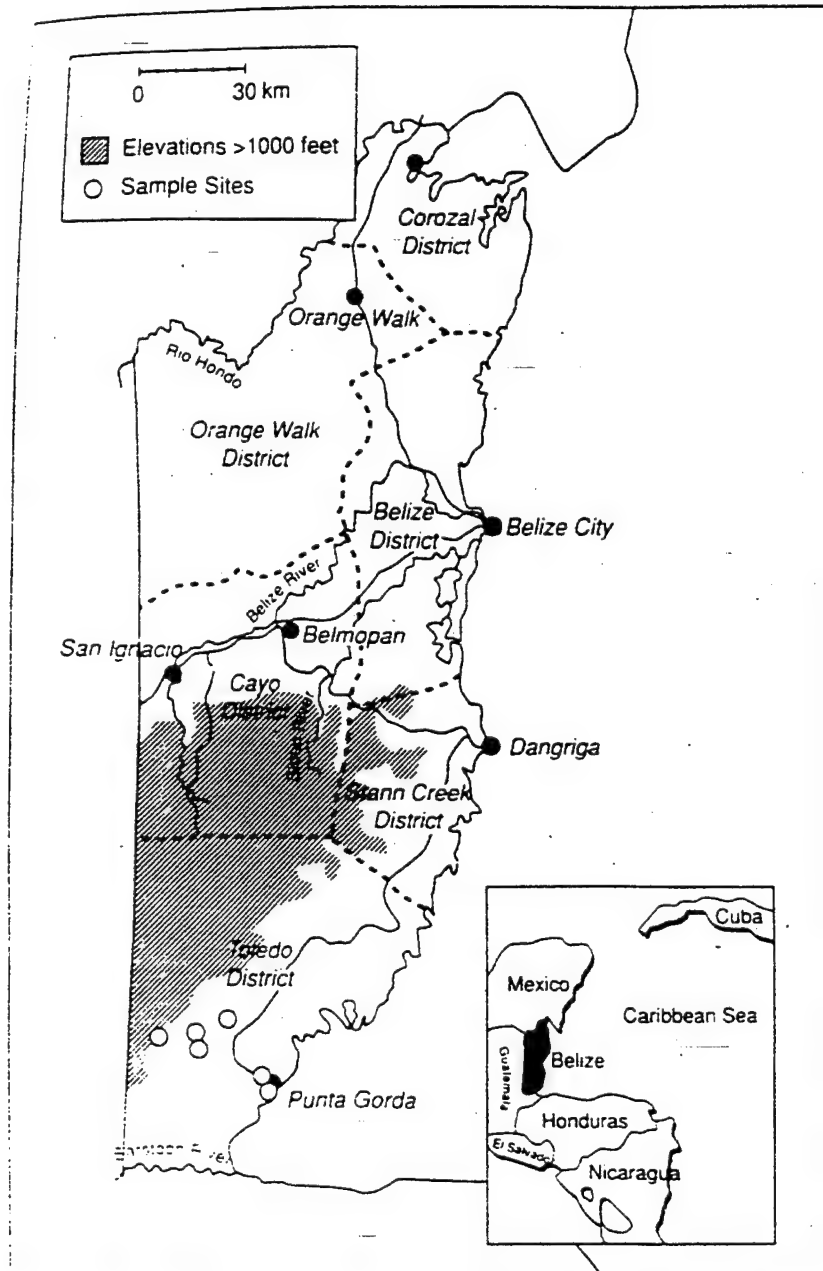 0 30 km
Elevations >1000 feet
Sample Sites
Corozal
District
Orange Walk
Rio Hondo
Orange Walk
District
Belize
District
Belize City
Belize River
Belmopan
San Ignacio
Cayo
District
Dangriga
Stann Creek
District
Toledo
District
Punta Gorda
River
Cuba
Mexico
Caribbean Sea
Guatemala
Belize
Honduras
El Salvador
Nicaragua